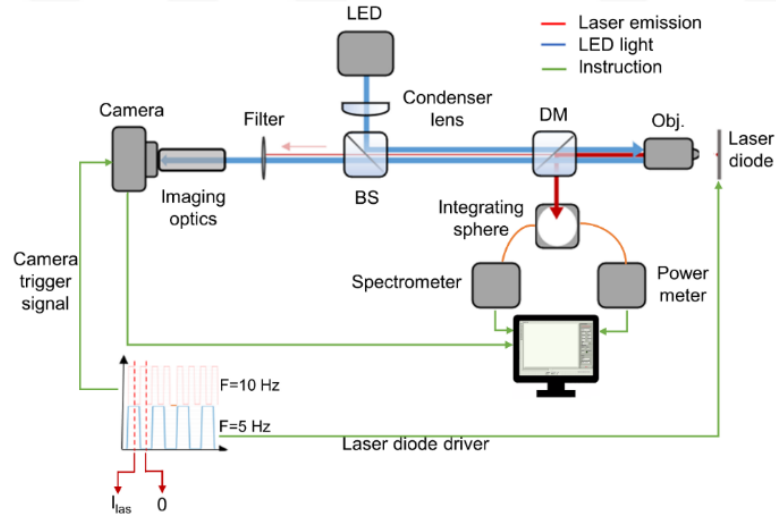 LED
Laser emission
LED light
Instruction
Camera
Filter
Condenser
lens
DM
Obj.
Laser
diode
Imaging
optics
BS
Integrating
sphere
Camera
trigger
signal
Spectrometer
Power
meter
F=10 Hz
F=5 Hz
Laser diode driver
Ilas
0